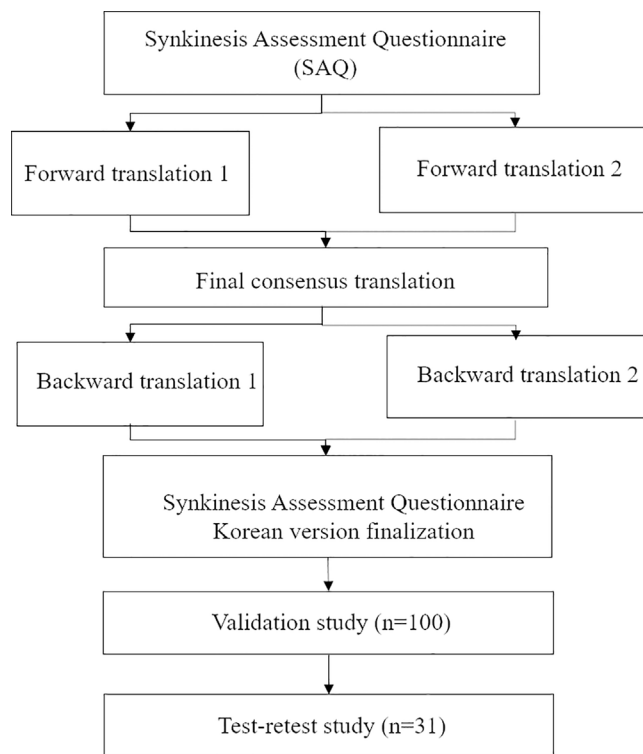 Synkinesis Assessment Questionnaire
(SAQ)
Forward translation 1
Forward translation 2
Final consensus translation
Backward translation 1
Backward translation 2
Synkinesis Assessment Questionnaire
Korean version finalization
Validation study (n=100)
Test-retest study (n=31)